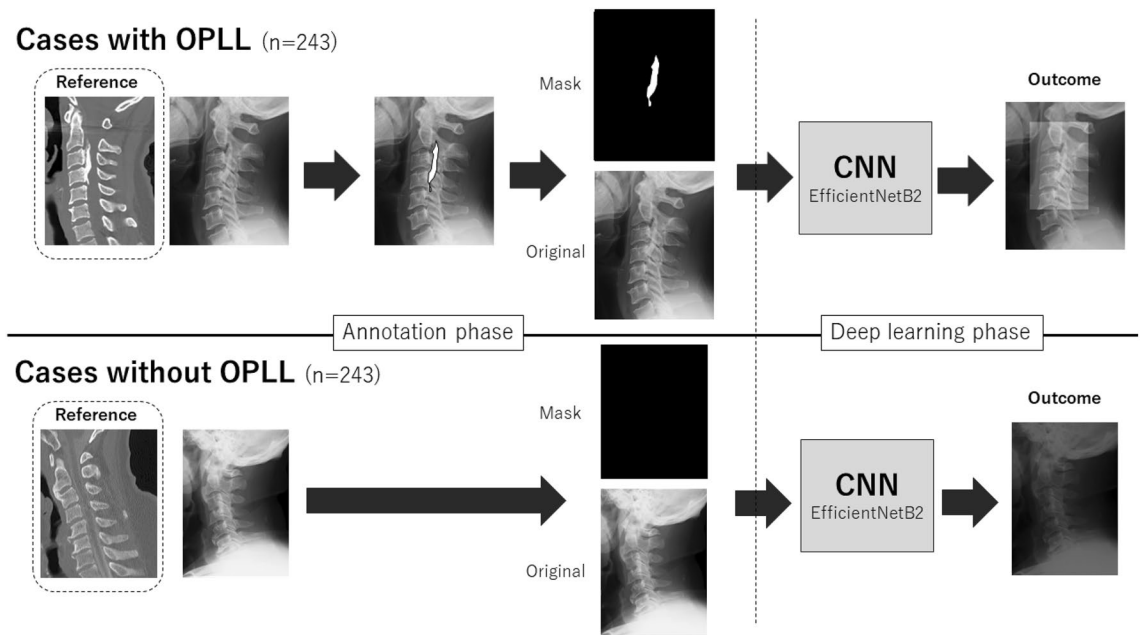 Cases with OPLL (n=243)
Reference
Mask
Original
CNN
EfficientNetB2
Outcome
Annotation phase
Deep learning phase
Cases without OPLL (n=243)
Reference
Mask
Original
CNN
EfficientNetB2
Outcome